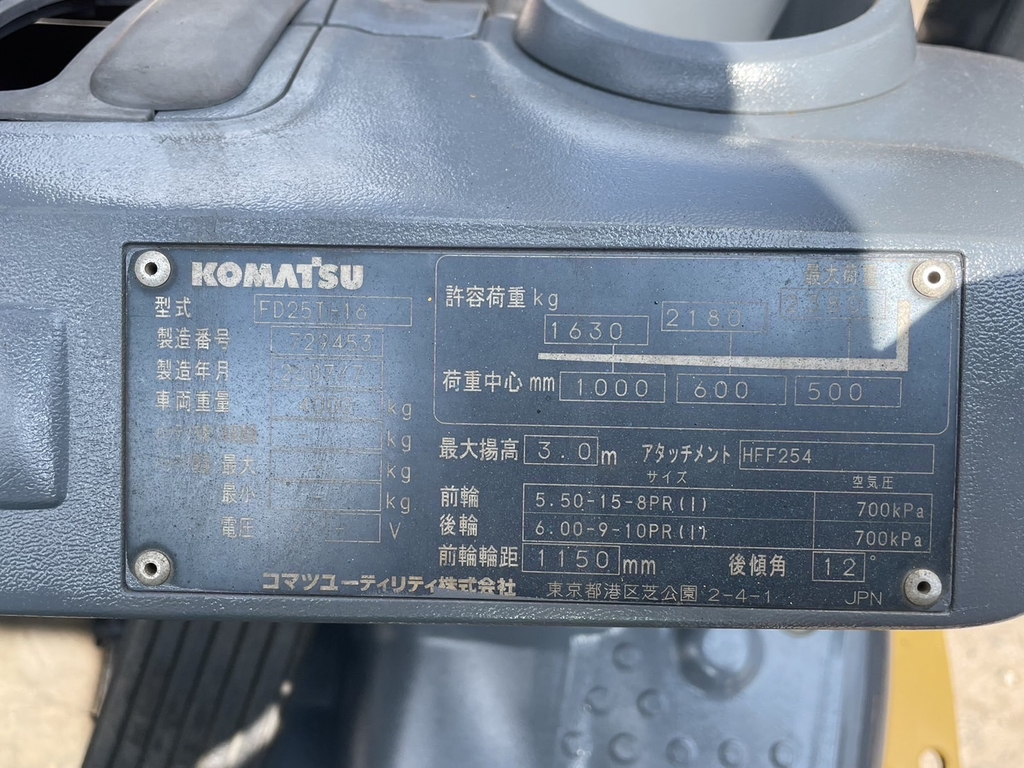 KOMATSU
型式 FD25T-16
製造番号 729453
製造年月
車両重量 kg
kg
最大 kg
最小 kg
電圧 V
最大荷重
許容荷重 kg 1630 2180
荷重中心 mm 1000 600 500
最大揚高 3.0 m アタッチメント HFF254
サイズ 空気圧
前輪 5.50-15-8PR(I) 700kPa
後輪 6.00-9-10PR(I) 700kPa
前輪輪距 1150 mm 後傾角 12°
コマツユーティリティ株式会社 東京都港区芝公園 2-4-1 JPN